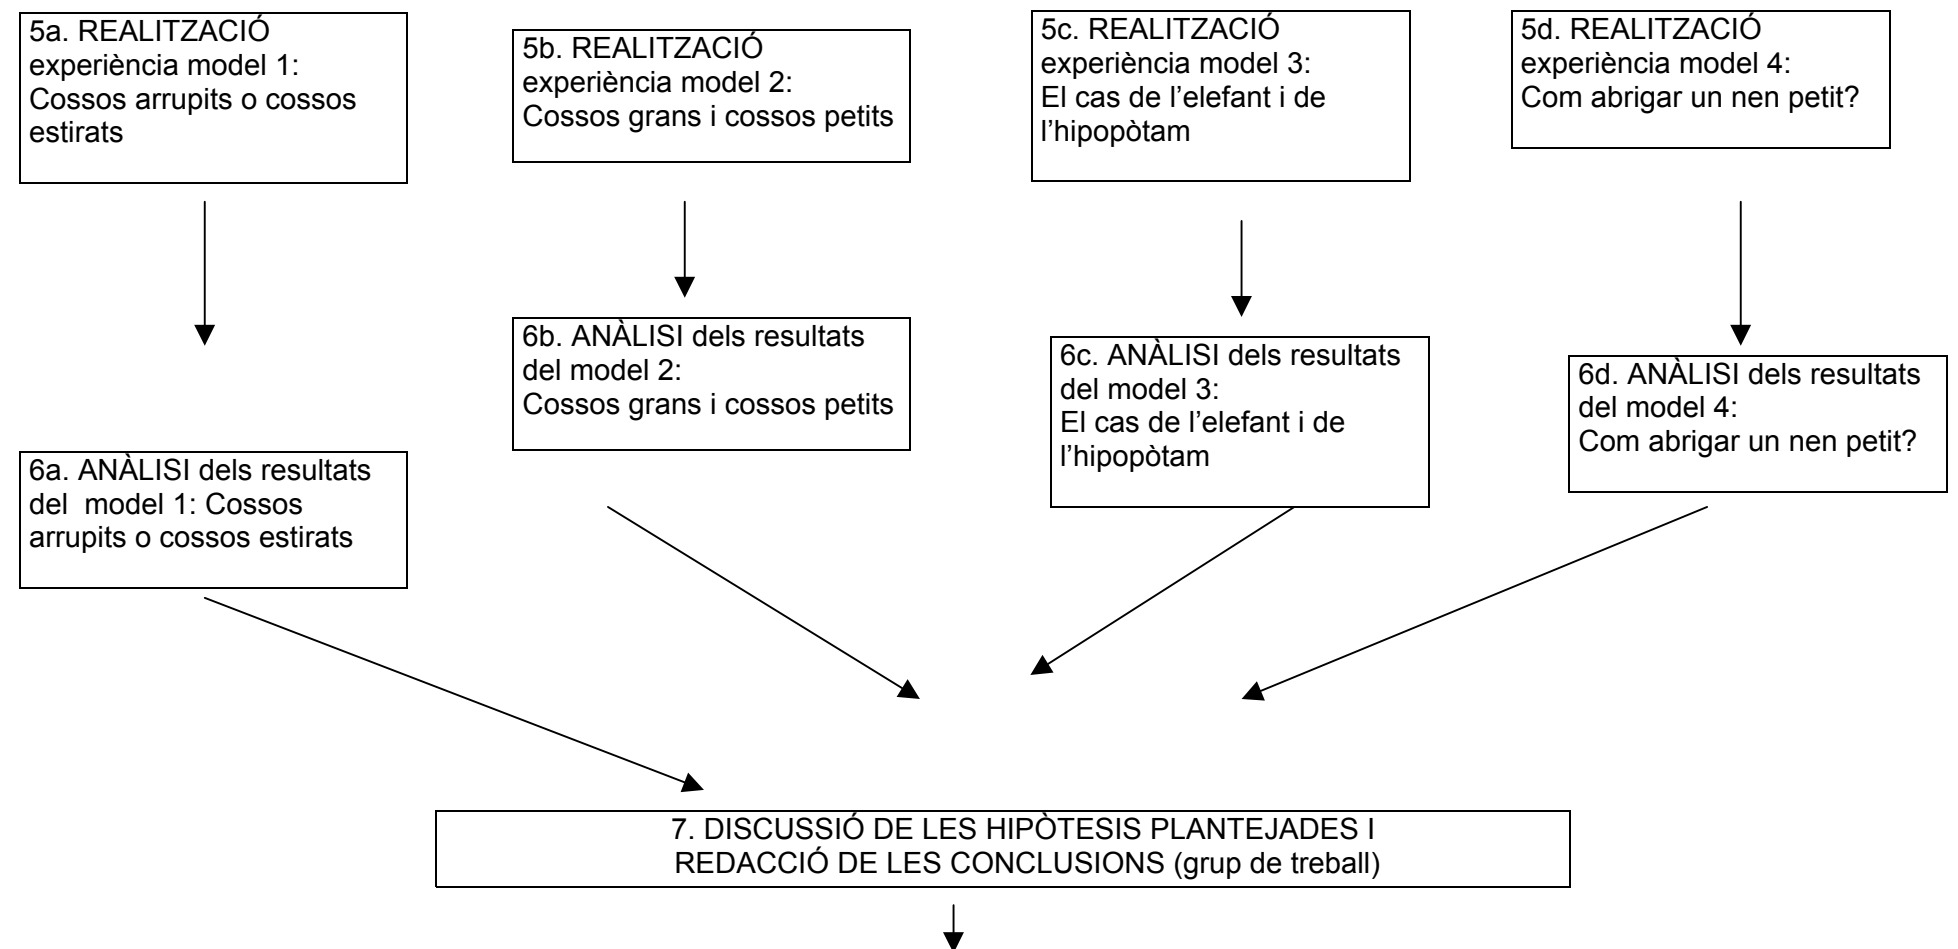 5a. REALITZACIÓ
experiència model 1:
Cossos arrupits o cossos
estirats
5b. REALITZACIÓ
experiència model 2:
Cossos grans i cossos petits
5c. REALITZACIÓ
experiència model 3:
El cas de l’elefant i de
l’hipopòtam
5d. REALITZACIÓ
experiència model 4:
Com abrigar un nen petit?
6a. ANÀLISI dels resultats
del  model 1: Cossos
arrupits o cossos estirats
6b. ANÀLISI dels resultats
del model 2:
Cossos grans i cossos petits
6c. ANÀLISI dels resultats
del model 3:
El cas de l’elefant i de
l’hipopòtam
6d. ANÀLISI dels resultats
del model 4:
Com abrigar un nen petit?
7. DISCUSSIÓ DE LES HIPÒTESIS PLANTEJADES I
REDACCIÓ DE LES CONCLUSIONS (grup de treball)